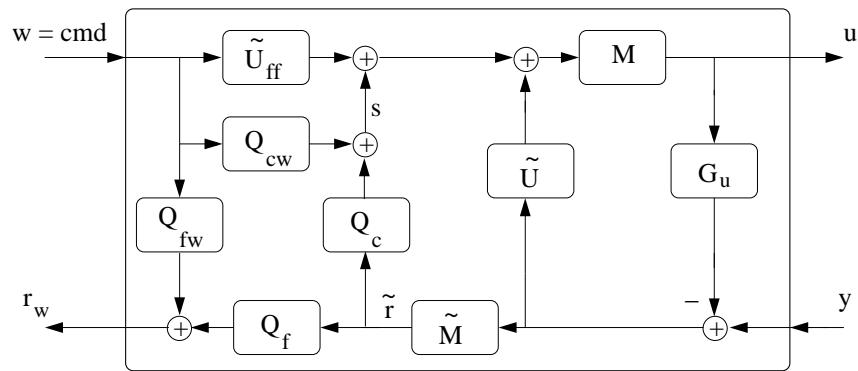 w = cmd
Ũ_ff
M
u
s
Q_cw
Ũ
G_u
Q_fw
Q_c
r_w
r̃
Q_f
M̃
−
y